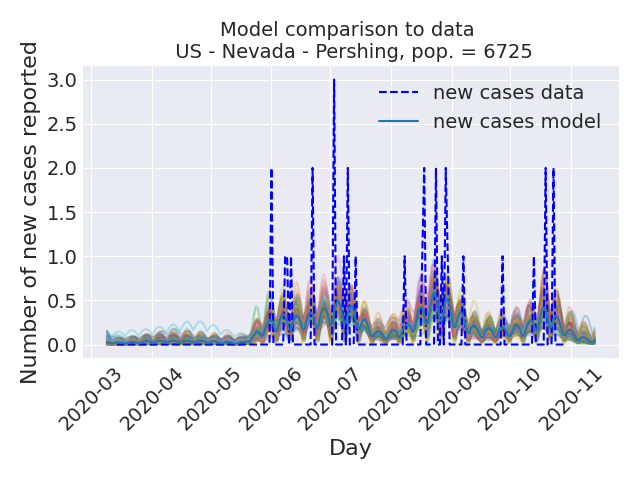 Model comparison to data
US - Nevada - Pershing, pop. = 6725
Number of new cases reported
3.0
2.5
2.0
1.5
1.0
0.5
0.0
new cases data
new cases model
2020-03
2020-04
2020-05
2020-06
2020-07
2020-08
2020-09
2020-10
2020-11
Day